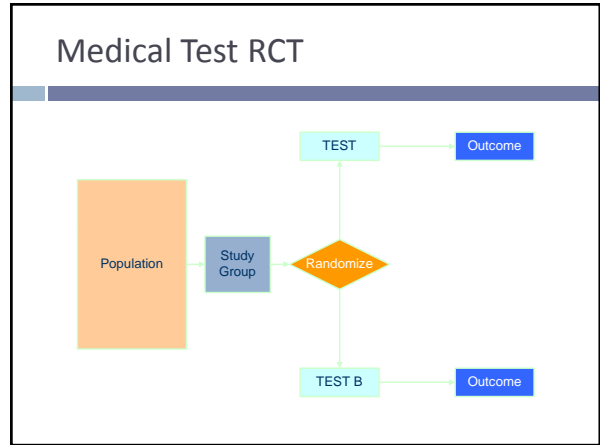 Medical Test RCT
TEST
Outcome
Population
Study
Group
Randomize
TEST B
Outcome